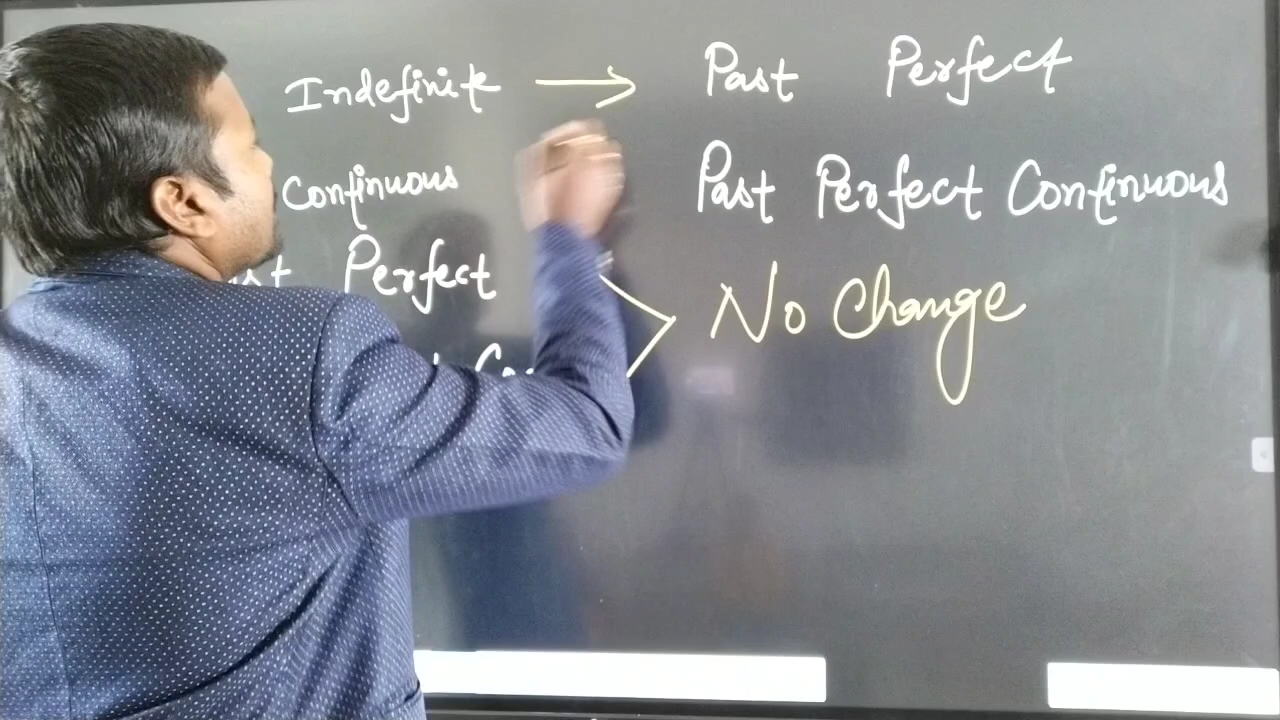 Indefinite → Past Perfect
Continuous Past Perfect Continuous
Perfect
No Change